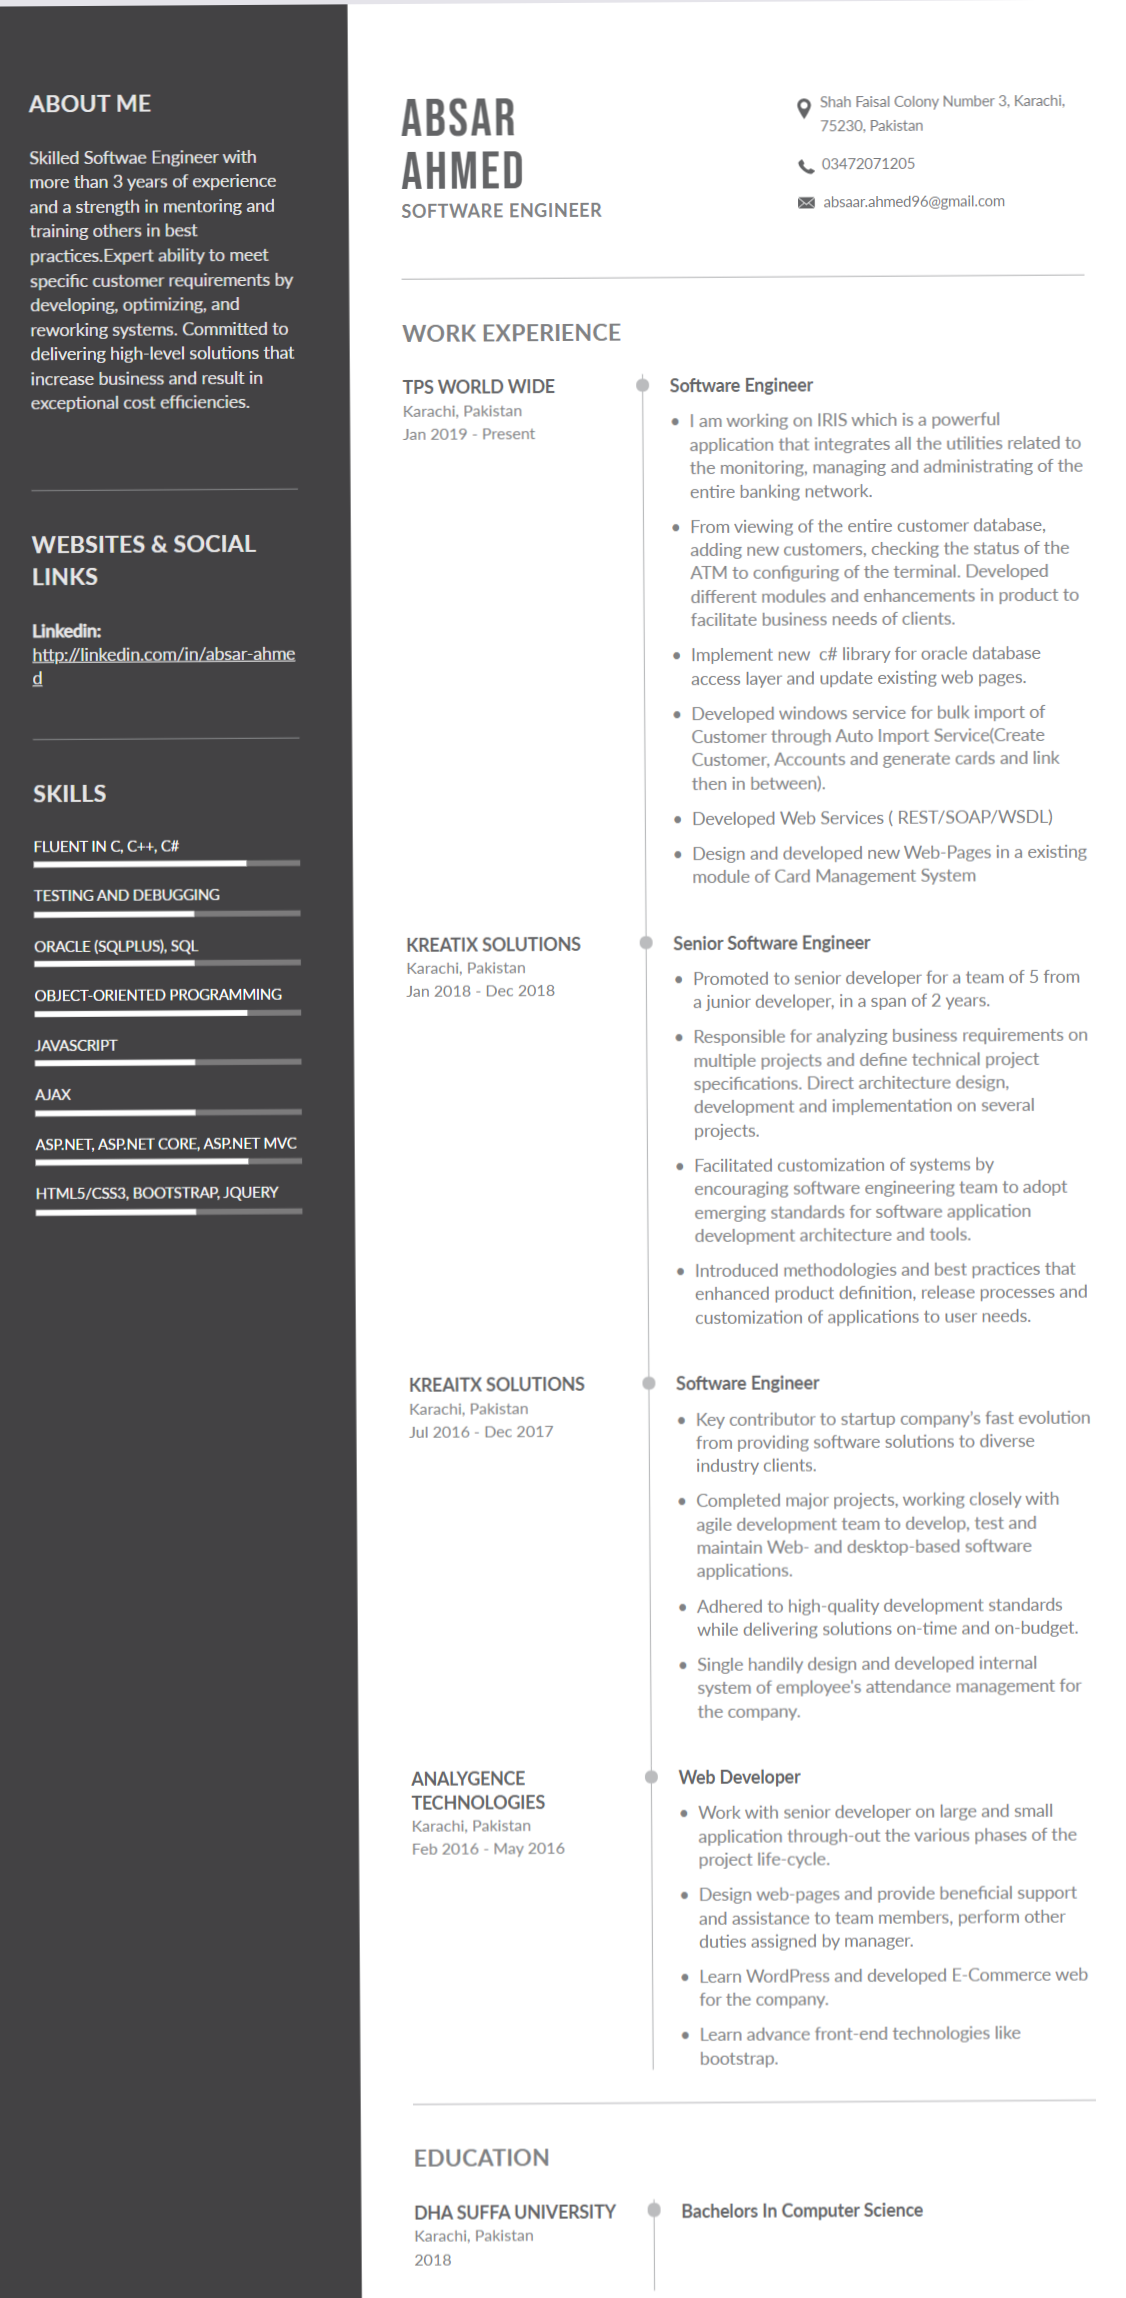 ABOUT ME
Skilled Softwae Engineer with
more than 3 years of experience
and a strength in mentoring and
training others in best
practices.Expert ability to meet
specific customer requirements by
developing, optimizing, and
reworking systems. Committed to
delivering high-level solutions that
increase business and result in
exceptional cost efficiencies.
WEBSITES & SOCIAL
LINKS
Linkedin:
http://linkedin.com/in/absar-ahme
d
SKILLS
FLUENT IN C, C++, C#
TESTING AND DEBUGGING
ORACLE (SQLPLUS), SQL
OBJECT-ORIENTED PROGRAMMING
JAVASCRIPT
AJAX
ASP.NET, ASP.NET CORE, ASP.NET MVC
HTML5/CSS3, BOOTSTRAP, JQUERY
ABSAR
AHMED
SOFTWARE ENGINEER
Shah Faisal Colony Number 3, Karachi,
75230, Pakistan
03472071205
absaar.ahmed96@gmail.com
WORK EXPERIENCE
TPS WORLD WIDE
Karachi, Pakistan
Jan 2019 - Present
Software Engineer
• I am working on IRIS which is a powerful
application that integrates all the utilities related to
the monitoring, managing and administrating of the
entire banking network.
• From viewing of the entire customer database,
adding new customers, checking the status of the
ATM to configuring of the terminal. Developed
different modules and enhancements in product to
facilitate business needs of clients.
• Implement new  c# library for oracle database
access layer and update existing web pages.
• Developed windows service for bulk import of
Customer through Auto Import Service(Create
Customer, Accounts and generate cards and link
then in between).
• Developed Web Services ( REST/SOAP/WSDL)
• Design and developed new Web-Pages in a existing
module of Card Management System
KREATIX SOLUTIONS
Karachi, Pakistan
Jan 2018 - Dec 2018
Senior Software Engineer
• Promoted to senior developer for a team of 5 from
a junior developer, in a span of 2 years.
• Responsible for analyzing business requirements on
multiple projects and define technical project
specifications. Direct architecture design,
development and implementation on several
projects.
• Facilitated customization of systems by
encouraging software engineering team to adopt
emerging standards for software application
development architecture and tools.
• Introduced methodologies and best practices that
enhanced product definition, release processes and
customization of applications to user needs.
KREAITX SOLUTIONS
Karachi, Pakistan
Jul 2016 - Dec 2017
Software Engineer
• Key contributor to startup company's fast evolution
from providing software solutions to diverse
industry clients.
• Completed major projects, working closely with
agile development team to develop, test and
maintain Web- and desktop-based software
applications.
• Adhered to high-quality development standards
while delivering solutions on-time and on-budget.
• Single handily design and developed internal
system of employee's attendance management for
the company.
ANALYGENCE
TECHNOLOGIES
Karachi, Pakistan
Feb 2016 - May 2016
Web Developer
• Work with senior developer on large and small
application through-out the various phases of the
project life-cycle.
• Design web-pages and provide beneficial support
and assistance to team members, perform other
duties assigned by manager.
• Learn WordPress and developed E-Commerce web
for the company.
• Learn advance front-end technologies like
bootstrap.
EDUCATION
DHA SUFFA UNIVERSITY
Karachi, Pakistan
2018
Bachelors In Computer Science